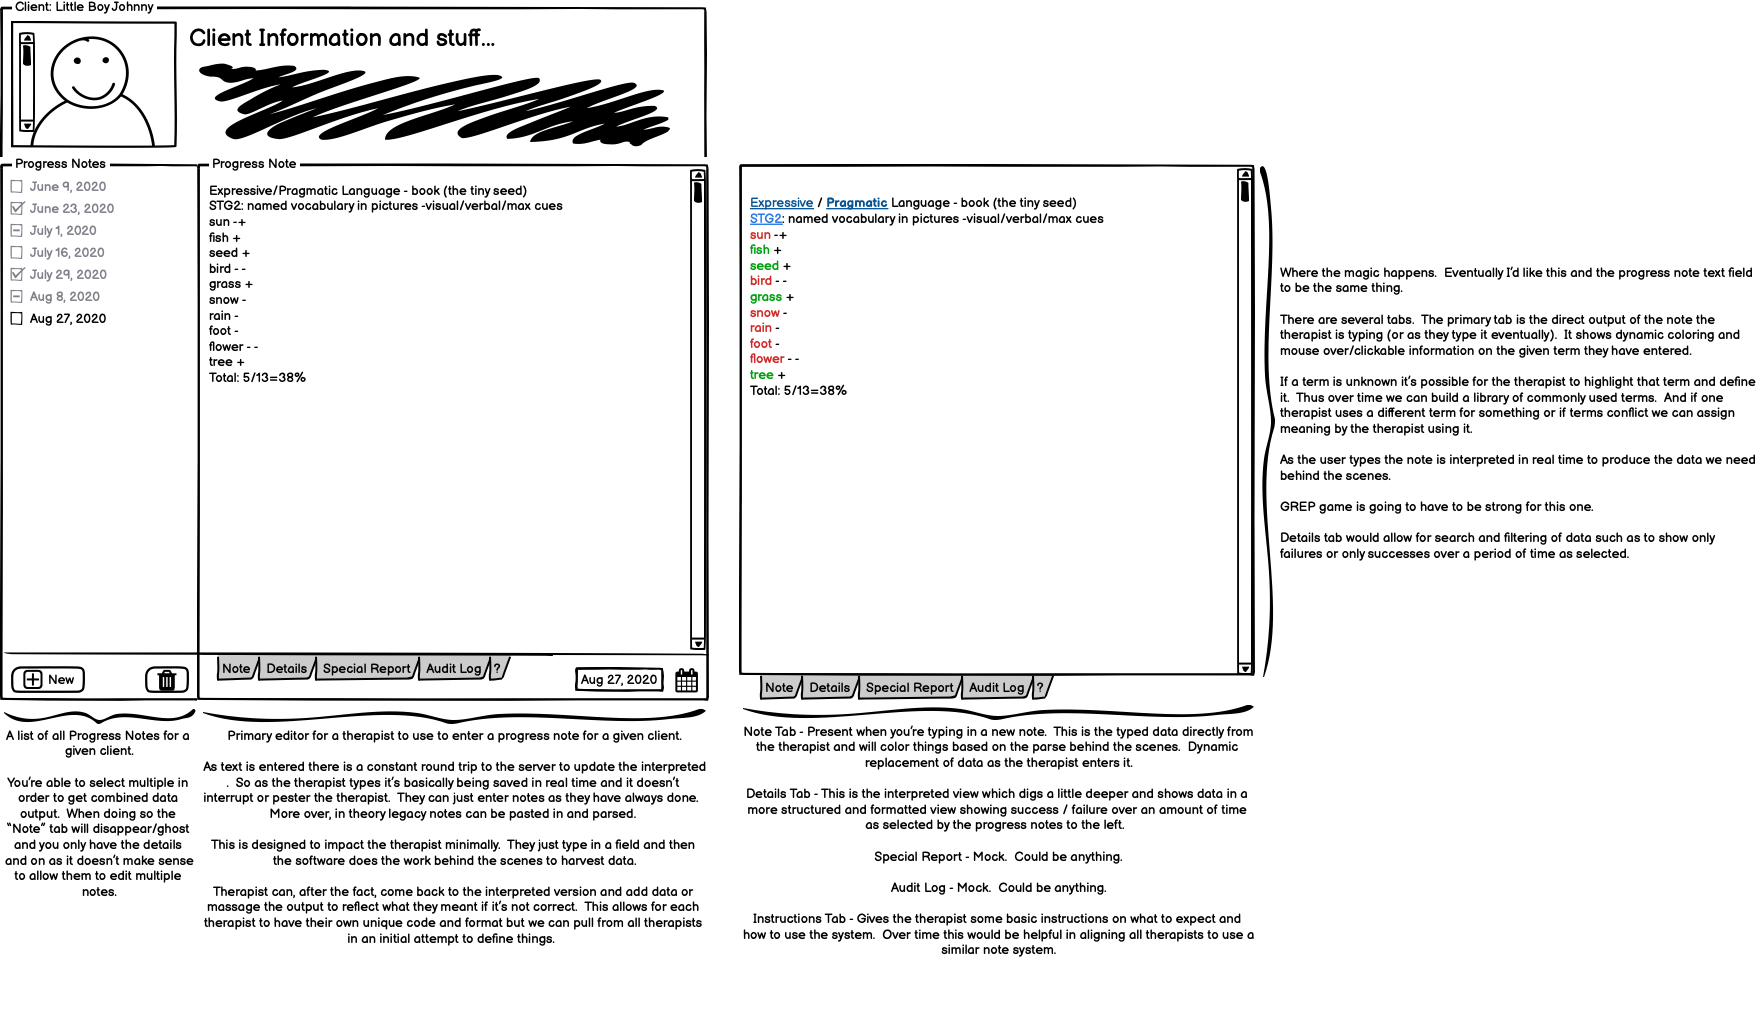 Client: Little Boy Johnny
Client Information and stuff...
Progress Notes
June 9, 2020
June 23, 2020
July 1, 2020
July 16, 2020
July 29, 2020
Aug 8, 2020
Aug 27, 2020
New
Progress Note
Expressive/Pragmatic Language - book (the tiny seed)
STG2: named vocabulary in pictures -visual/verbal/max cues
sun -+
fish +
seed +
bird - -
grass +
snow -
rain -
foot -
flower - -
tree +
Total: 5/13=38%
Note
Details
Special Report
Audit Log
?
Aug 27, 2020
Expressive / Pragmatic Language - book (the tiny seed)
STG2: named vocabulary in pictures -visual/verbal/max cues
sun -+
fish +
seed +
bird - -
grass +
snow -
rain -
foot -
flower - -
tree +
Total: 5/13=38%
Note
Details
Special Report
Audit Log
?
Where the magic happens.  Eventually I'd like this and the progress note text field
to be the same thing.
There are several tabs.  The primary tab is the direct output of the note the
therapist is typing (or as they type it eventually).  It shows dynamic coloring and
mouse over/clickable information on the given term they have entered.
If a term is unknown it's possible for the therapist to highlight that term and define
it.  Thus over time we can build a library of commonly used terms.  And if one
therapist uses a different term for something or if terms conflict we can assign
meaning by the therapist using it.
As the user types the note is interpreted in real time to produce the data we need
behind the scenes.
GREP game is going to have to be strong for this one.
Details tab would allow for search and filtering of data such as to show only
failures or only successes over a period of time as selected.
A list of all Progress Notes for a
given client.
You're able to select multiple in
order to get combined data
output.  When doing so the
"Note" tab will disappear/ghost
and you only have the details
and on as it doesn't make sense
to allow them to edit multiple
notes.
Primary editor for a therapist to use to enter a progress note for a given client.
As text is entered there is a constant round trip to the server to update the interpreted
.  So as the therapist types it's basically being saved in real time and it doesn't
interrupt or pester the therapist.  They can just enter notes as they have always done.
More over, in theory legacy notes can be pasted in and parsed.
This is designed to impact the therapist minimally.  They just type in a field and then
the software does the work behind the scenes to harvest data.
Therapist can, after the fact, come back to the interpreted version and add data or
massage the output to reflect what they meant if it's not correct.  This allows for each
therapist to have their own unique code and format but we can pull from all therapists
in an initial attempt to define things.
Note Tab - Present when you're typing in a new note.  This is the typed data directly from
the therapist and will color things based on the parse behind the scenes.  Dynamic
replacement of data as the therapist enters it.
Details Tab - This is the interpreted view which digs a little deeper and shows data in a
more structured and formatted view showing success / failure over an amount of time
as selected by the progress notes to the left.
Special Report - Mock.  Could be anything.
Audit Log - Mock.  Could be anything.
Instructions Tab - Gives the therapist some basic instructions on what to expect and
how to use the system.  Over time this would be helpful in aligning all therapists to use a
similar note system.